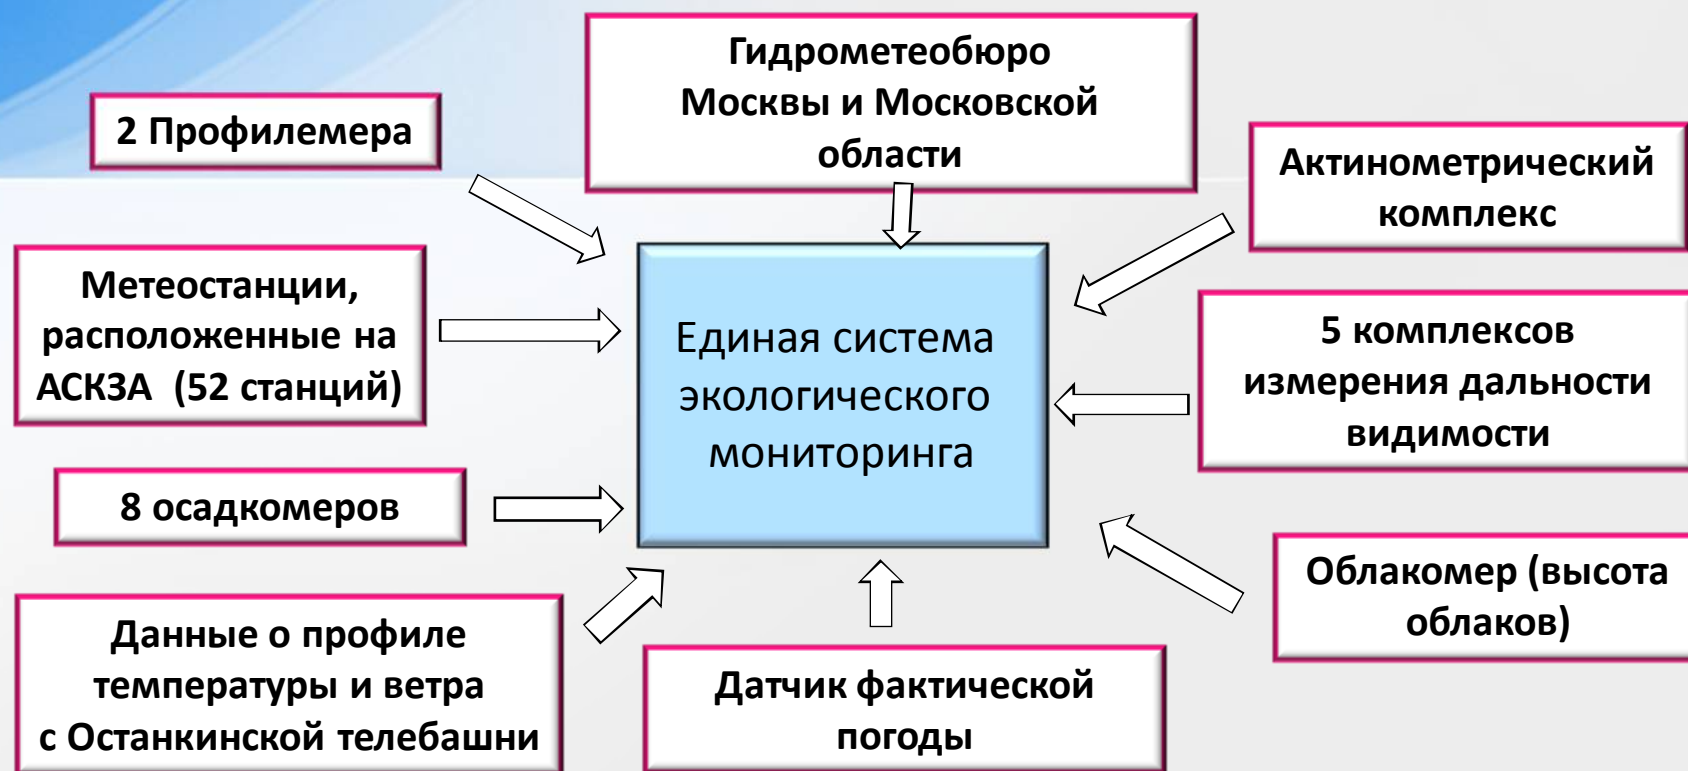 Гидрометеобюро
Москвы и Московской
области
2 Профилемера
Актинометрический
комплекс
Метеостанции,
расположенные на
АСКЗА (52 станций)
Единая система
экологического
мониторинга
5 комплексов
измерения дальности
видимости
8 осадкомеров
Облакомер (высота
облаков)
Данные о профиле
температуры и ветра
с Останкинской телебашни
Датчик фактической
погоды